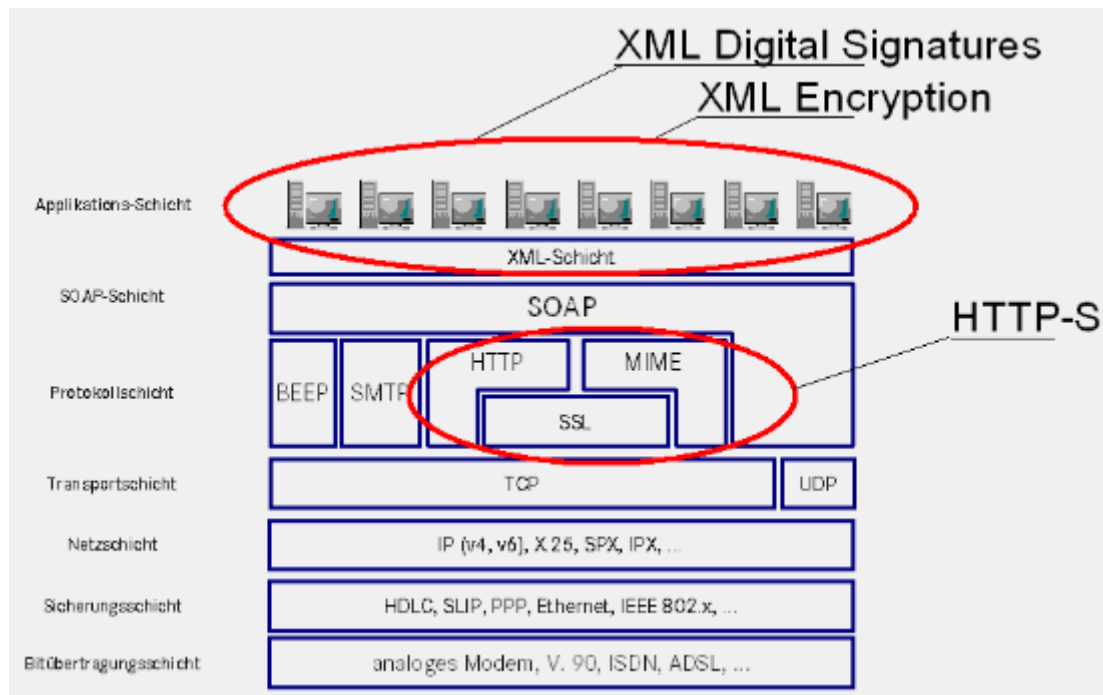 XML Digital Signatures
XML Encryption
Applikations-Schicht
XML-Schicht
SOAP-Schicht
SOAP
HTTP-S
Protokollschicht
BEEP
SMTP
HTTP
MIME
SSL
Transportschicht
TCP
UDP
Netzschicht
IP (v4, v6), X.25, SPX, IPX, ...
Sicherungsschicht
HDLC, SLIP, PPP, Ethernet, IEEE 802.x, ...
Bitübertragungsschicht
analoges Modem, V. 90, ISDN, ADSL, ...